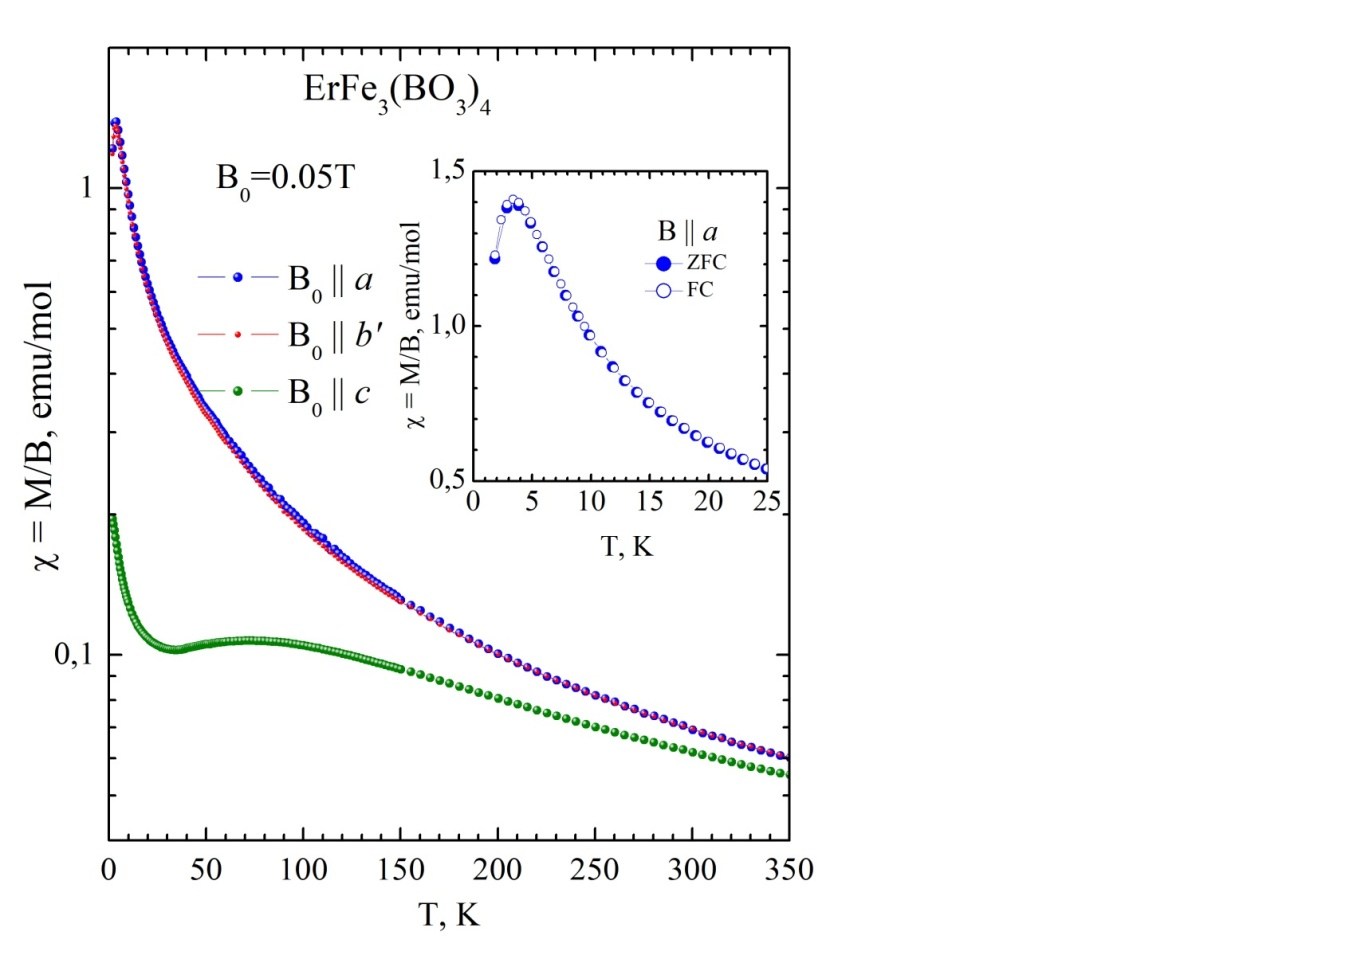 ErFe₃(BO₃)₄
B₀=0.05T
B₀ || a
B₀ || b′
B₀ || c
χ = M/B, emu/mol
1
0,1
0 50 100 150 200 250 300 350
T, K
1,5
1,0
0,5
χ = M/B, emu/mol
B || a
ZFC
FC
0 5 10 15 20 25
T, K